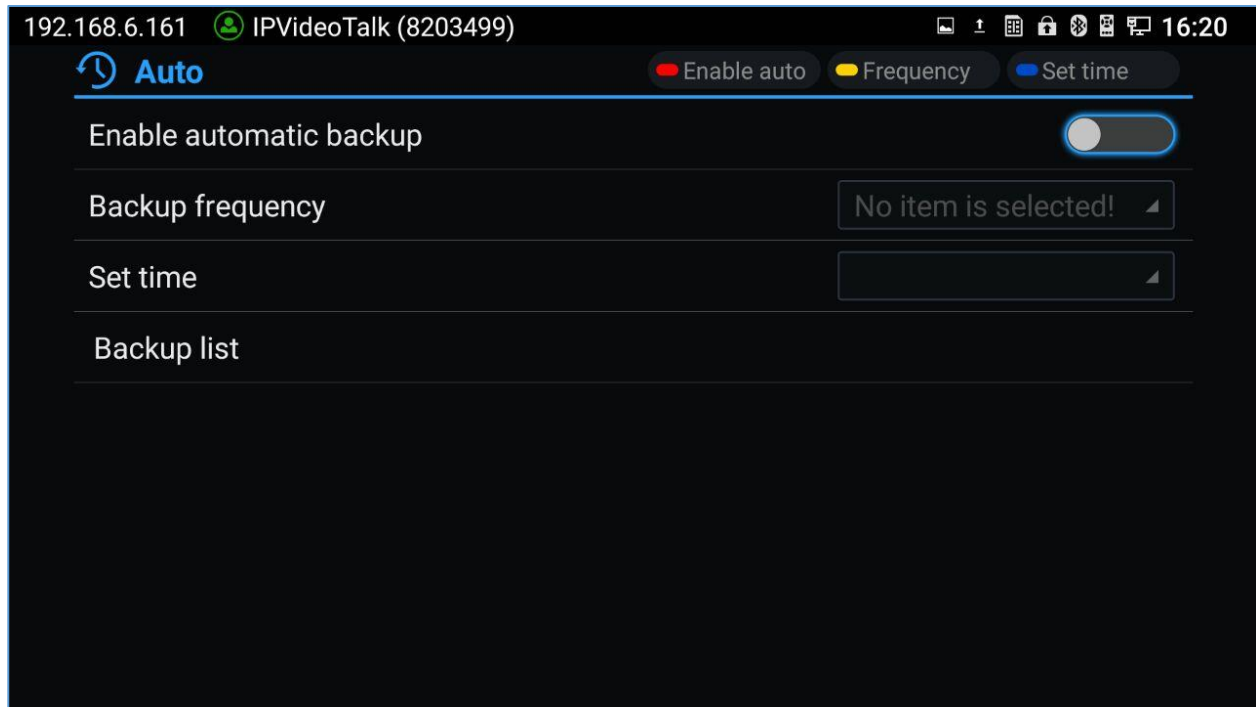 192.168.6.161 IPVideoTalk (8203499) 16:20
Auto Enable auto Frequency Set time
Enable automatic backup
Backup frequency No item is selected!
Set time
Backup list